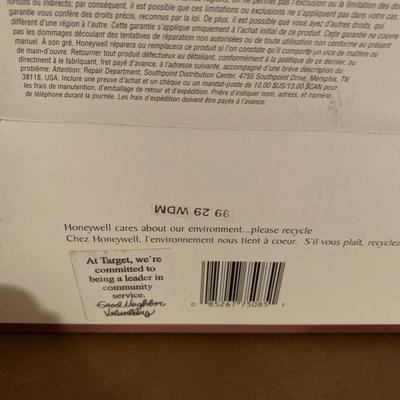 fortuits ou indirects; par conséquent, il est possible que ces limitations ou exclusions ne s'appliquent pas dans votre cas.
garantie vous confère des droits précis, reconnus par la loi. De plus, il est possible que vous ayez d'autres droits, qui
diffèrent d'un région à l'autre. Cette garantie s'applique uniquement à l'achat initial de ce produit. Cette garantie ne couvre
pas les dommages découlant des tentatives de réparation non autorisées ou de toute utilisation non conforme au présent
manuel. À son gré, Honeywell réparera ou remplacera ce produit si l'on constate qu'il comporte un vice de matière ou
de main-d'oeuvre. Retourner tout produit défectueux au détaillant, conformément à la politique de ce dernier, ou
directement à le fabriquant, fret payé d'avance, à l'adresse suivante, accompagné d'une brève description du
problème: Attention: Repair Department, Southpoint Distribution Center, 4755 Southpoint Drive, Memphis, TN
38118, USA. Inclure une preuve d'achat et un chèque ou un mandat-poste de 10,00 $US/13,00 $CAN pour
les frais de manutention, d'emballage de retour et d'expédition. Prière d'indiquer nom, adress, et numéro
de téléphone durant la journée. Les frais d'expédition doivent être payés à l'avance.
99 29 WDM
Honeywell cares about our environment...please recycle
Chez Honeywell, l'environnement nous tient à coeur. S'il vous plaît, recyclez
At Target, we're
committed to
being a leader in
community
service.
Good Neighbor
Volunteers
0 85267 75085 1